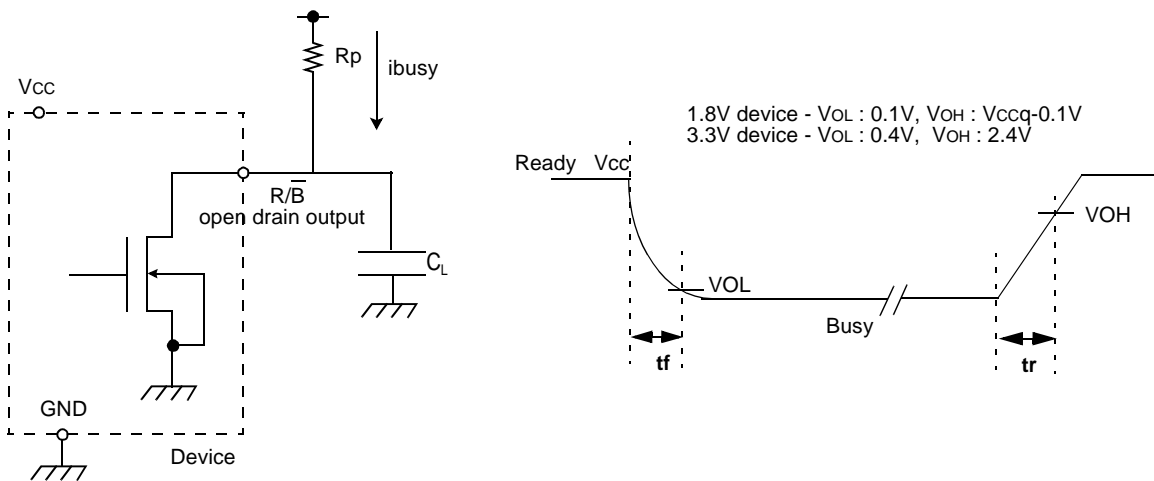 Rp
ibusy
VCC
R/B̅
open drain output
CL
GND
Device
1.8V device - VOL : 0.1V, VOH : VCCq-0.1V
3.3V device - VOL : 0.4V, VOH : 2.4V
Ready Vcc
VOH
VOL
Busy
tf
tr